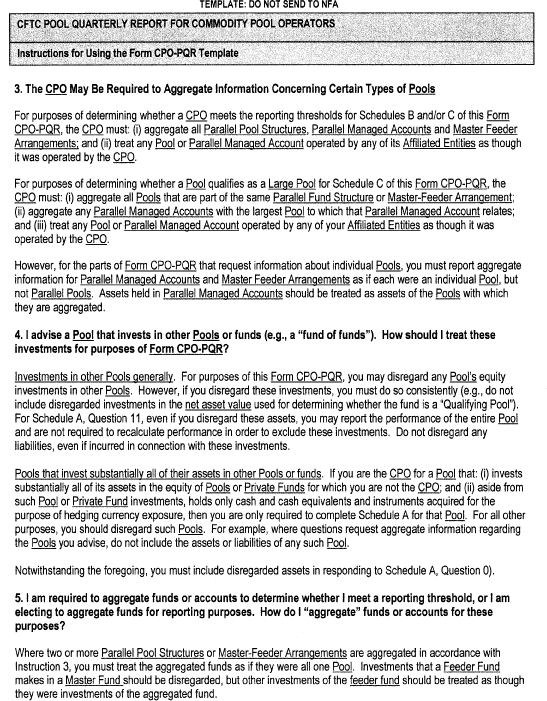 TEMPLATE: DO NOT SEND TO NFA
CFTC POOL QUARTERLY REPORT FOR COMMODITY POOL OPERATORS
Instructions for Using the Form CPO-PQR Template
3. The CPO May Be Required to Aggregate Information Concerning Certain Types of Pools
For purposes of determining whether a CPO meets the reporting thresholds for Schedules B and/or C of this Form
CPO-PQR, the CPO must: (i) aggregate all Parallel Pool Structures, Parallel Managed Accounts and Master Feeder
Arrangements; and (ii) treat any Pool or Parallel Managed Account operated by any of its Affiliated Entities as though
it was operated by the CPO.
For purposes of determining whether a Pool qualifies as a Large Pool for Schedule C of this Form CPO-PQR, the
CPO must: (i) aggregate all Pools that are part of the same Parallel Fund Structure or Master-Feeder Arrangement;
(ii) aggregate any Parallel Managed Accounts with the largest Pool to which that Parallel Managed Account relates;
and (iii) treat any Pool or Parallel Managed Account operated by any of your Affiliated Entities as though it was
operated by the CPO.
However, for the parts of Form CPO-PQR that request information about individual Pools, you must report aggregate
information for Parallel Managed Accounts and Master Feeder Arrangements as if each were an individual Pool, but
not Parallel Pools. Assets held in Parallel Managed Accounts should be treated as assets of the Pools with which
they are aggregated.
4. I advise a Pool that invests in other Pools or funds (e.g., a "fund of funds"). How should I treat these
investments for purposes of Form CPO-PQR?
Investments in other Pools generally. For purposes of this Form CPO-PQR, you may disregard any Pool's equity
investments in other Pools. However, if you disregard these investments, you must do so consistently (e.g., do not
include disregarded investments in the net asset value used for determining whether the fund is a "Qualifying Pool").
For Schedule A, Question 11, even if you disregard these assets, you may report the performance of the entire Pool
and are not required to recalculate performance in order to exclude these investments. Do not disregard any
liabilities, even if incurred in connection with these investments.
Pools that invest substantially all of their assets in other Pools or funds. If you are the CPO for a Pool that: (i) invests
substantially all of its assets in the equity of Pools or Private Funds for which you are not the CPO; and (ii) aside from
such Pool or Private Fund investments, holds only cash and cash equivalents and instruments acquired for the
purpose of hedging currency exposure, then you are only required to complete Schedule A for that Pool. For all other
purposes, you should disregard such Pools. For example, where questions request aggregate information regarding
the Pools you advise, do not include the assets or liabilities of any such Pool.
Notwithstanding the foregoing, you must include disregarded assets in responding to Schedule A, Question 0).
5. I am required to aggregate funds or accounts to determine whether I meet a reporting threshold, or I am
electing to aggregate funds for reporting purposes. How do I "aggregate" funds or accounts for these
purposes?
Where two or more Parallel Pool Structures or Master-Feeder Arrangements are aggregated in accordance with
Instruction 3, you must treat the aggregated funds as if they were all one Pool. Investments that a Feeder Fund
makes in a Master Fund should be disregarded, but other investments of the feeder fund should be treated as though
they were investments of the aggregated fund.